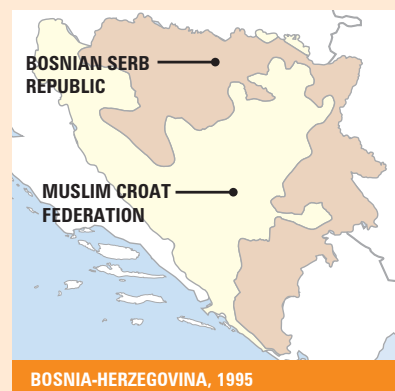 BOSNIAN SERB
REPUBLIC
MUSLIM CROAT
FEDERATION
BOSNIA-HERZEGOVINA, 1995